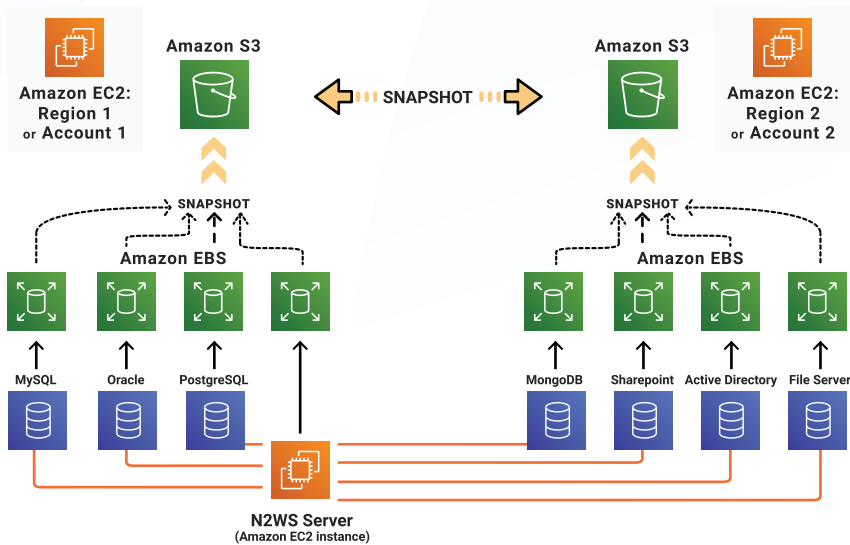 Amazon EC2:
Region 1
or Account 1
Amazon S3
SNAPSHOT
Amazon S3
Amazon EC2:
Region 2
or Account 2
SNAPSHOT
SNAPSHOT
Amazon EBS
Amazon EBS
MySQL
Oracle
PostgreSQL
MongoDB
Sharepoint
Active Directory
File Server
N2WS Server
(Amazon EC2 instance)